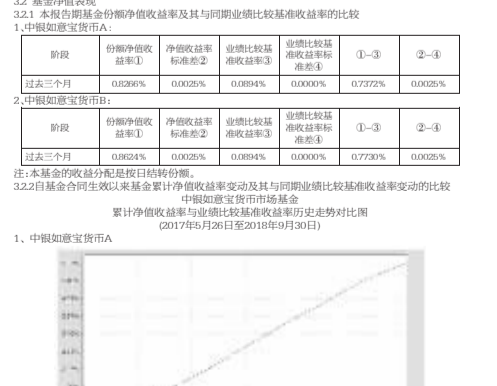 3.2 基金净值表现
3.2.1 本报告期基金份额净值收益率及其与同期业绩比较基准收益率的比较
1、中银如意宝货币A：
阶段 份额净值收益率① 净值收益率标准差② 业绩比较基准收益率③ 业绩比较基准收益率标准差④ ①-③ ②-④
过去三个月 0.8266% 0.0025% 0.0894% 0.0000% 0.7372% 0.0025%
2、中银如意宝货币B：
阶段 份额净值收益率① 净值收益率标准差② 业绩比较基准收益率③ 业绩比较基准收益率标准差④ ①-③ ②-④
过去三个月 0.8624% 0.0025% 0.0894% 0.0000% 0.7730% 0.0025%
注：本基金的收益分配是按日结转份额。
3.2.2自基金合同生效以来基金累计净值收益率变动及其与同期业绩比较基准收益率变动的比较
中银如意宝货币市场基金
累计净值收益率与业绩比较基准收益率历史走势对比图
(2017年5月26日至2018年9月30日)
1、中银如意宝货币A